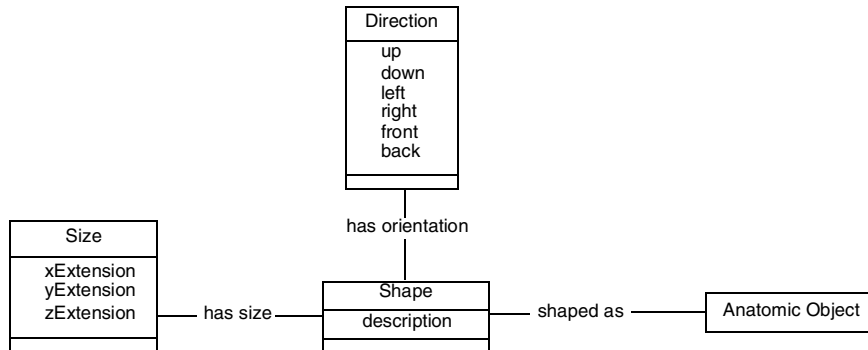 Direction
up
down
left
right
front
back
has orientation
Size
xExtension
yExtension
zExtension
has size
Shape
description
shaped as
Anatomic Object